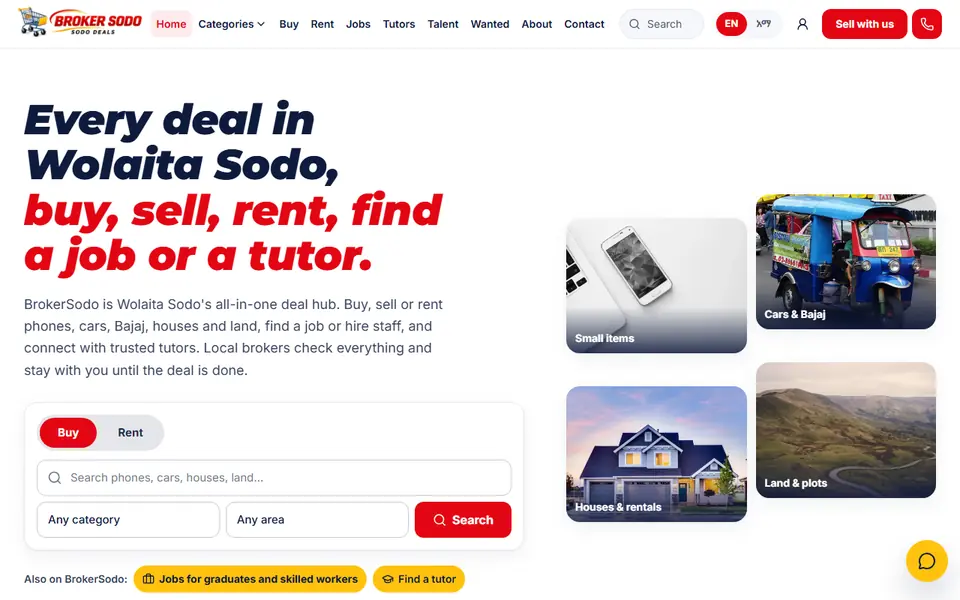 BROKER SODO
SODO DEALS
Home Categories Buy Rent Jobs Tutors Talent Wanted About Contact Search EN Sell with us
Every deal in
Wolaita Sodo,
buy, sell, rent, find
a job or a tutor.
BrokerSodo is Wolaita Sodo's all-in-one deal hub. Buy, sell or rent
phones, cars, Bajaj, houses and land, find a job or hire staff, and
connect with trusted tutors. Local brokers check everything and
stay with you until the deal is done.
Buy Rent
Search phones, cars, houses, land...
Any category Any area Search
Also on BrokerSodo: Jobs for graduates and skilled workers Find a tutor
Small items
TAXI
Cars & Bajaj
Houses & rentals
Land & plots